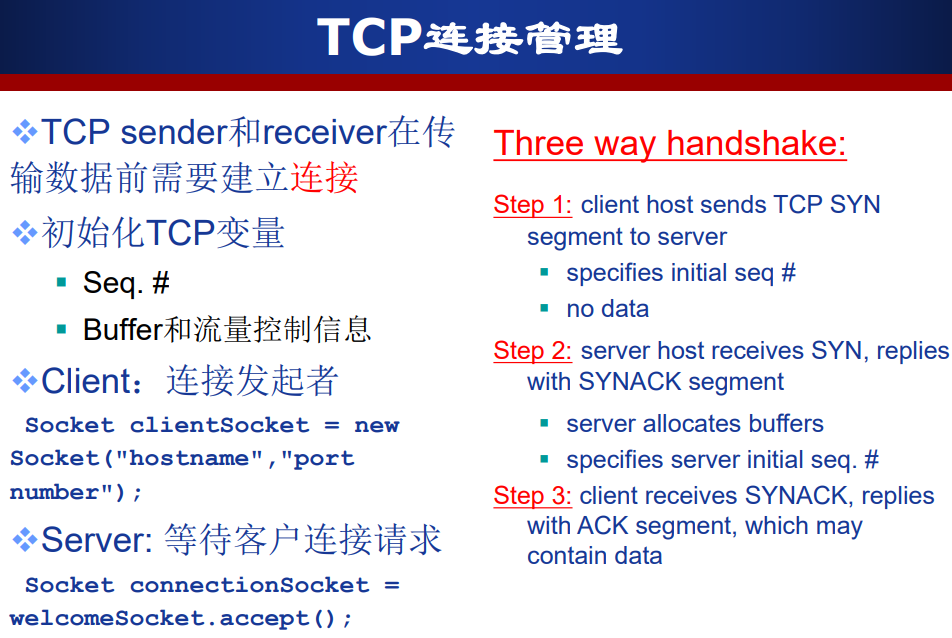 TCP连接管理
❖TCP sender和receiver在传
输数据前需要建立连接
❖初始化TCP变量
▪ Seq. #
▪ Buffer和流量控制信息
❖Client：连接发起者
Socket clientSocket = new
Socket("hostname","port
number");
❖Server: 等待客户连接请求
Socket connectionSocket =
welcomeSocket.accept();
Three way handshake:
Step 1: client host sends TCP SYN
segment to server
▪ specifies initial seq #
▪ no data
Step 2: server host receives SYN, replies
with SYNACK segment
▪ server allocates buffers
▪ specifies server initial seq. #
Step 3: client receives SYNACK, replies
with ACK segment, which may
contain data